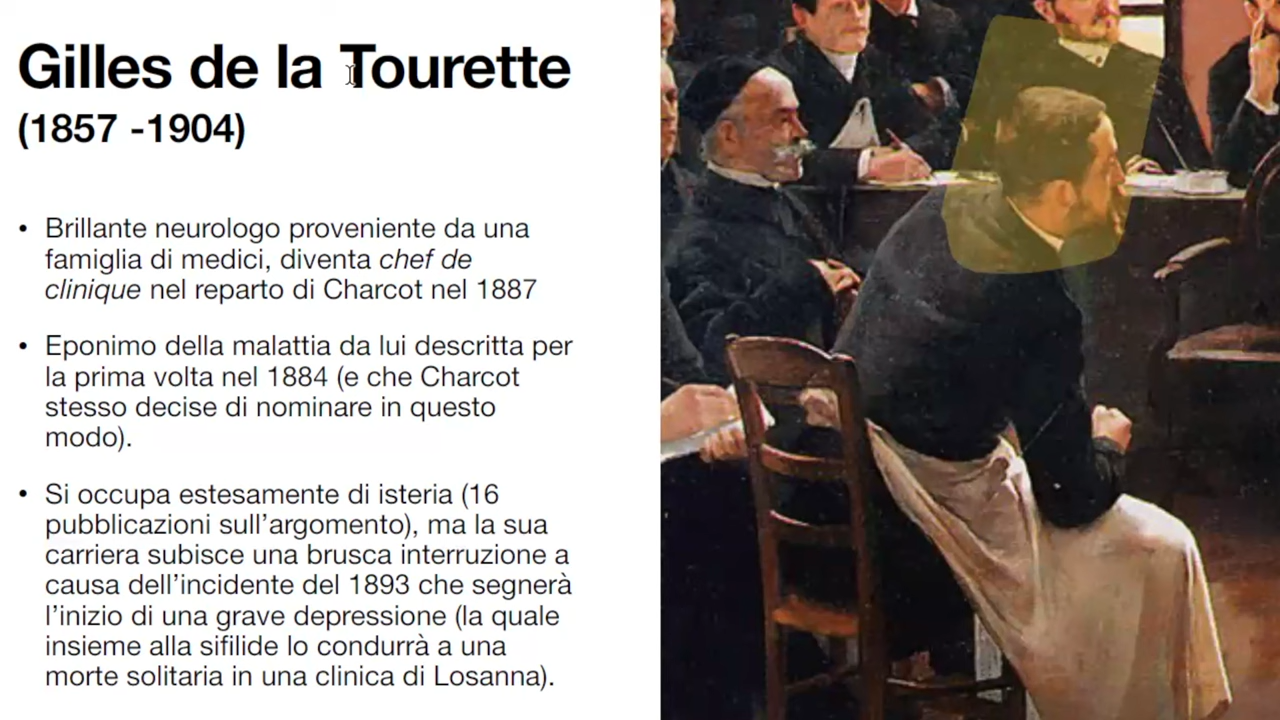 Gilles de la Tourette
(1857 -1904)
• Brillante neurologo proveniente da una
famiglia di medici, diventa chef de
clinique nel reparto di Charcot nel 1887
• Eponimo della malattia da lui descritta per
la prima volta nel 1884 (e che Charcot
stesso decise di nominare in questo
modo).
• Si occupa estesamente di isteria (16
pubblicazioni sull’argomento), ma la sua
carriera subisce una brusca interruzione a
causa dell’incidente del 1893 che segnerà
l’inizio di una grave depressione (la quale
insieme alla sifilide lo condurrà a una
morte solitaria in una clinica di Losanna).